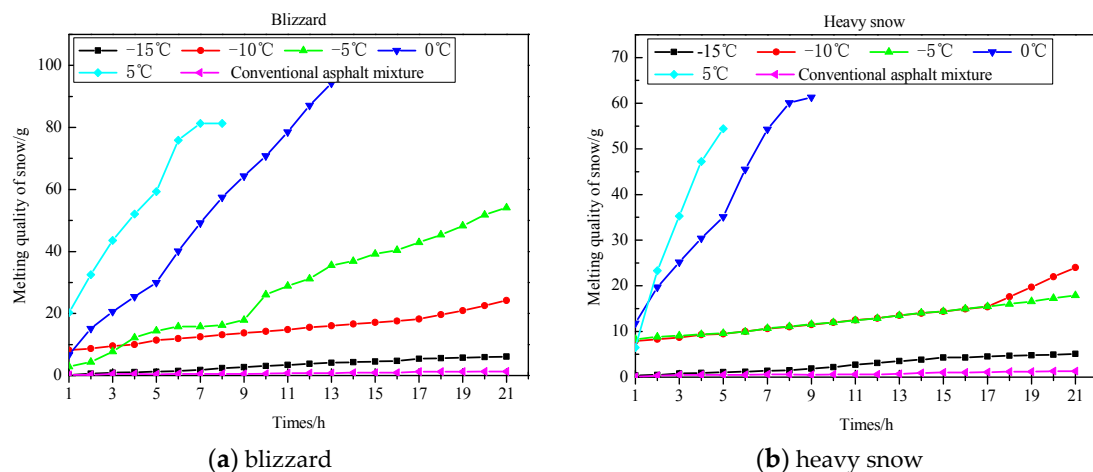 Blizzard
−15℃ −10℃ −5℃ 0℃
5℃ Conventional asphalt mixture
Melting quality of snow/g
100
80
60
40
20
0
1 3 5 7 9 11 13 15 17 19 21
Times/h
(a) blizzard
Heavy snow
-15℃ −10℃ −5℃ 0℃
5℃ Conventional asphalt mixture
Melting quality of snow/g
70
60
50
40
30
20
10
0
1 3 5 7 9 11 13 15 17 19 21
Times/h
(b) heavy snow